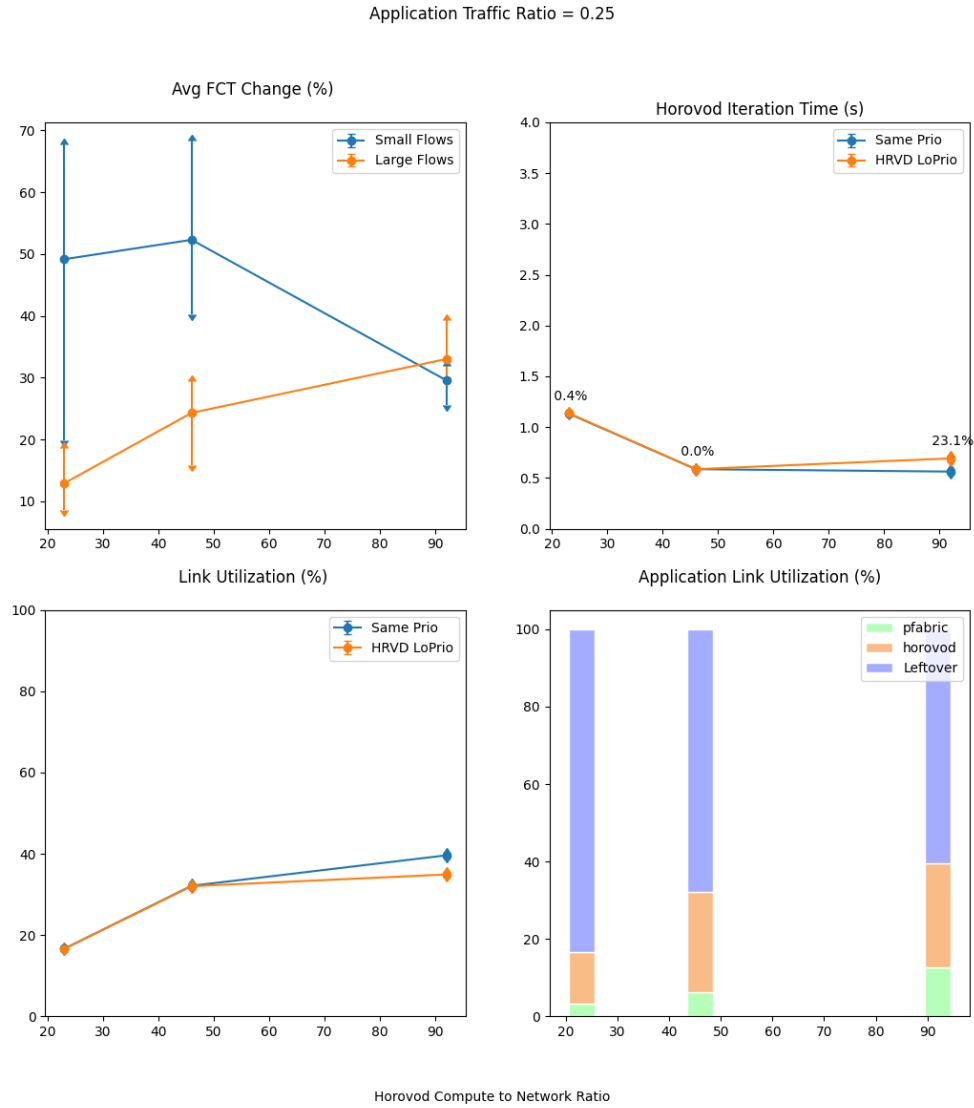 Application Traffic Ratio = 0.25
Avg FCT Change (%)
Small Flows
Large Flows
70
60
50
40
30
20
10
20 30 40 50 60 70 80 90
Horovod Iteration Time (s)
Same Prio
HRVD LoPrio
4.0
3.5
3.0
2.5
2.0
1.5
1.0
0.5
0.0
0.4%
0.0%
23.1%
20 30 40 50 60 70 80 90
Link Utilization (%)
Same Prio
HRVD LoPrio
100
80
60
40
20
0
20 30 40 50 60 70 80 90
Application Link Utilization (%)
pfabric
horovod
Leftover
100
80
60
40
20
0
20 30 40 50 60 70 80 90
Horovod Compute to Network Ratio